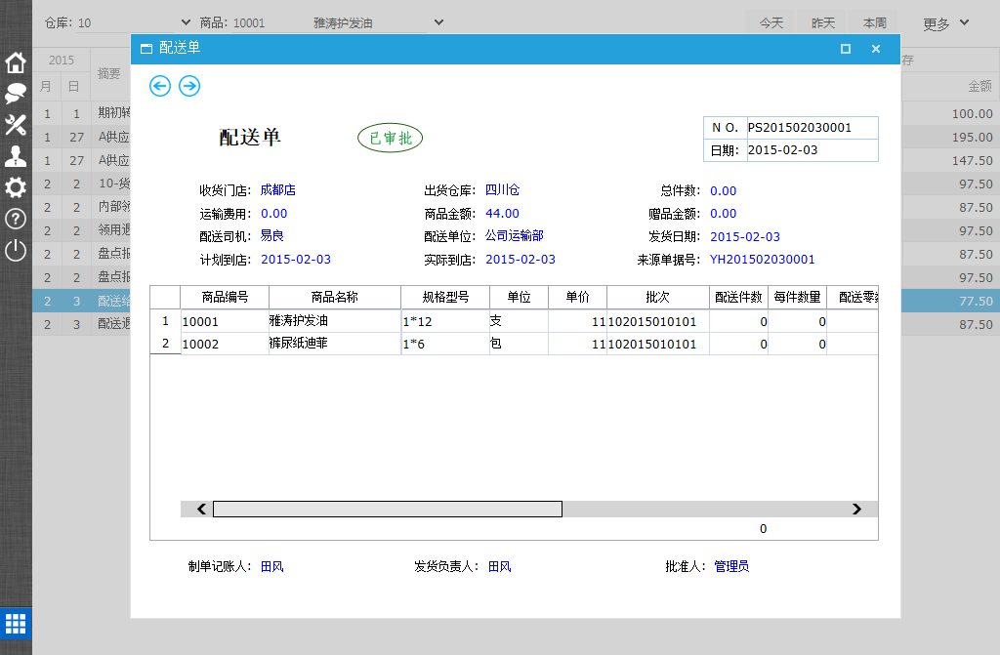 仓库: 10 商品: 10001 雅涛护发油 今天 昨天 本周 更多
配送单
2015 摘要 存
月 日 金额
1 1 期初转 100.00
1 27 A供应 195.00
1 27 A供应 147.50
2 2 10-货 97.50
2 2 内部领 87.50
2 2 领用退 97.50
2 2 盘点报 87.50
2 2 盘点报 97.50
2 3 配送给 77.50
2 3 配送退 87.50
配送单 已审批
N O. PS201502030001
日期: 2015-02-03
收货门店: 成都店 出货仓库: 四川仓 总件数: 0.00
运输费用: 0.00 商品金额: 44.00 赠品金额: 0.00
配送司机: 易良 配送单位: 公司运输部 发货日期: 2015-02-03
计划到店: 2015-02-03 实际到店: 2015-02-03 来源单据号: YH201502030001
商品编号 商品名称 规格型号 单位 单价 批次 配送件数 每件数量 配送零
1 10001 雅涛护发油 1*12 支 11 102015010101 0 0
2 10002 裤尿纸迪菲 1*6 包 11 102015010101 0 0
0
制单记账人: 田风 发货负责人: 田风 批准人: 管理员